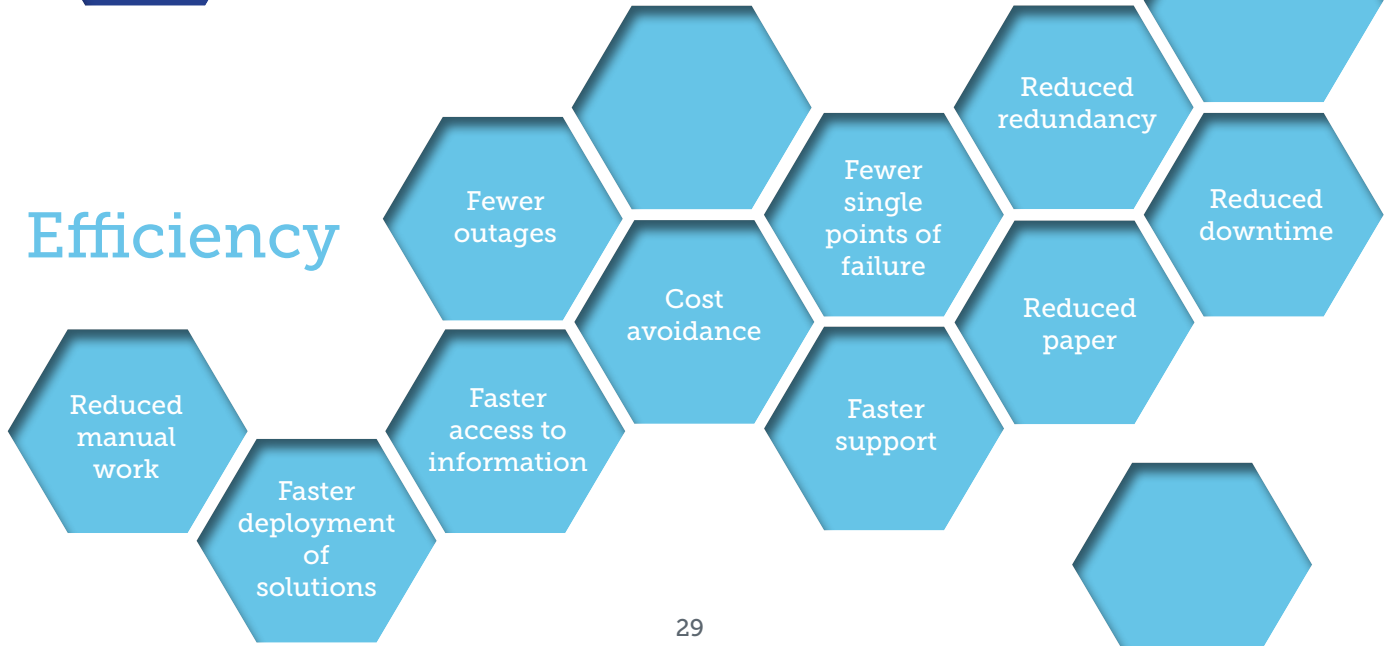 Efficiency
Reduced
redundancy
Fewer
single
points of
failure
Fewer
outages
Reduced
downtime
Cost
avoidance
Reduced
paper
Reduced
manual
work
Faster
access to
information
Faster
support
Faster
deployment
of
solutions
29